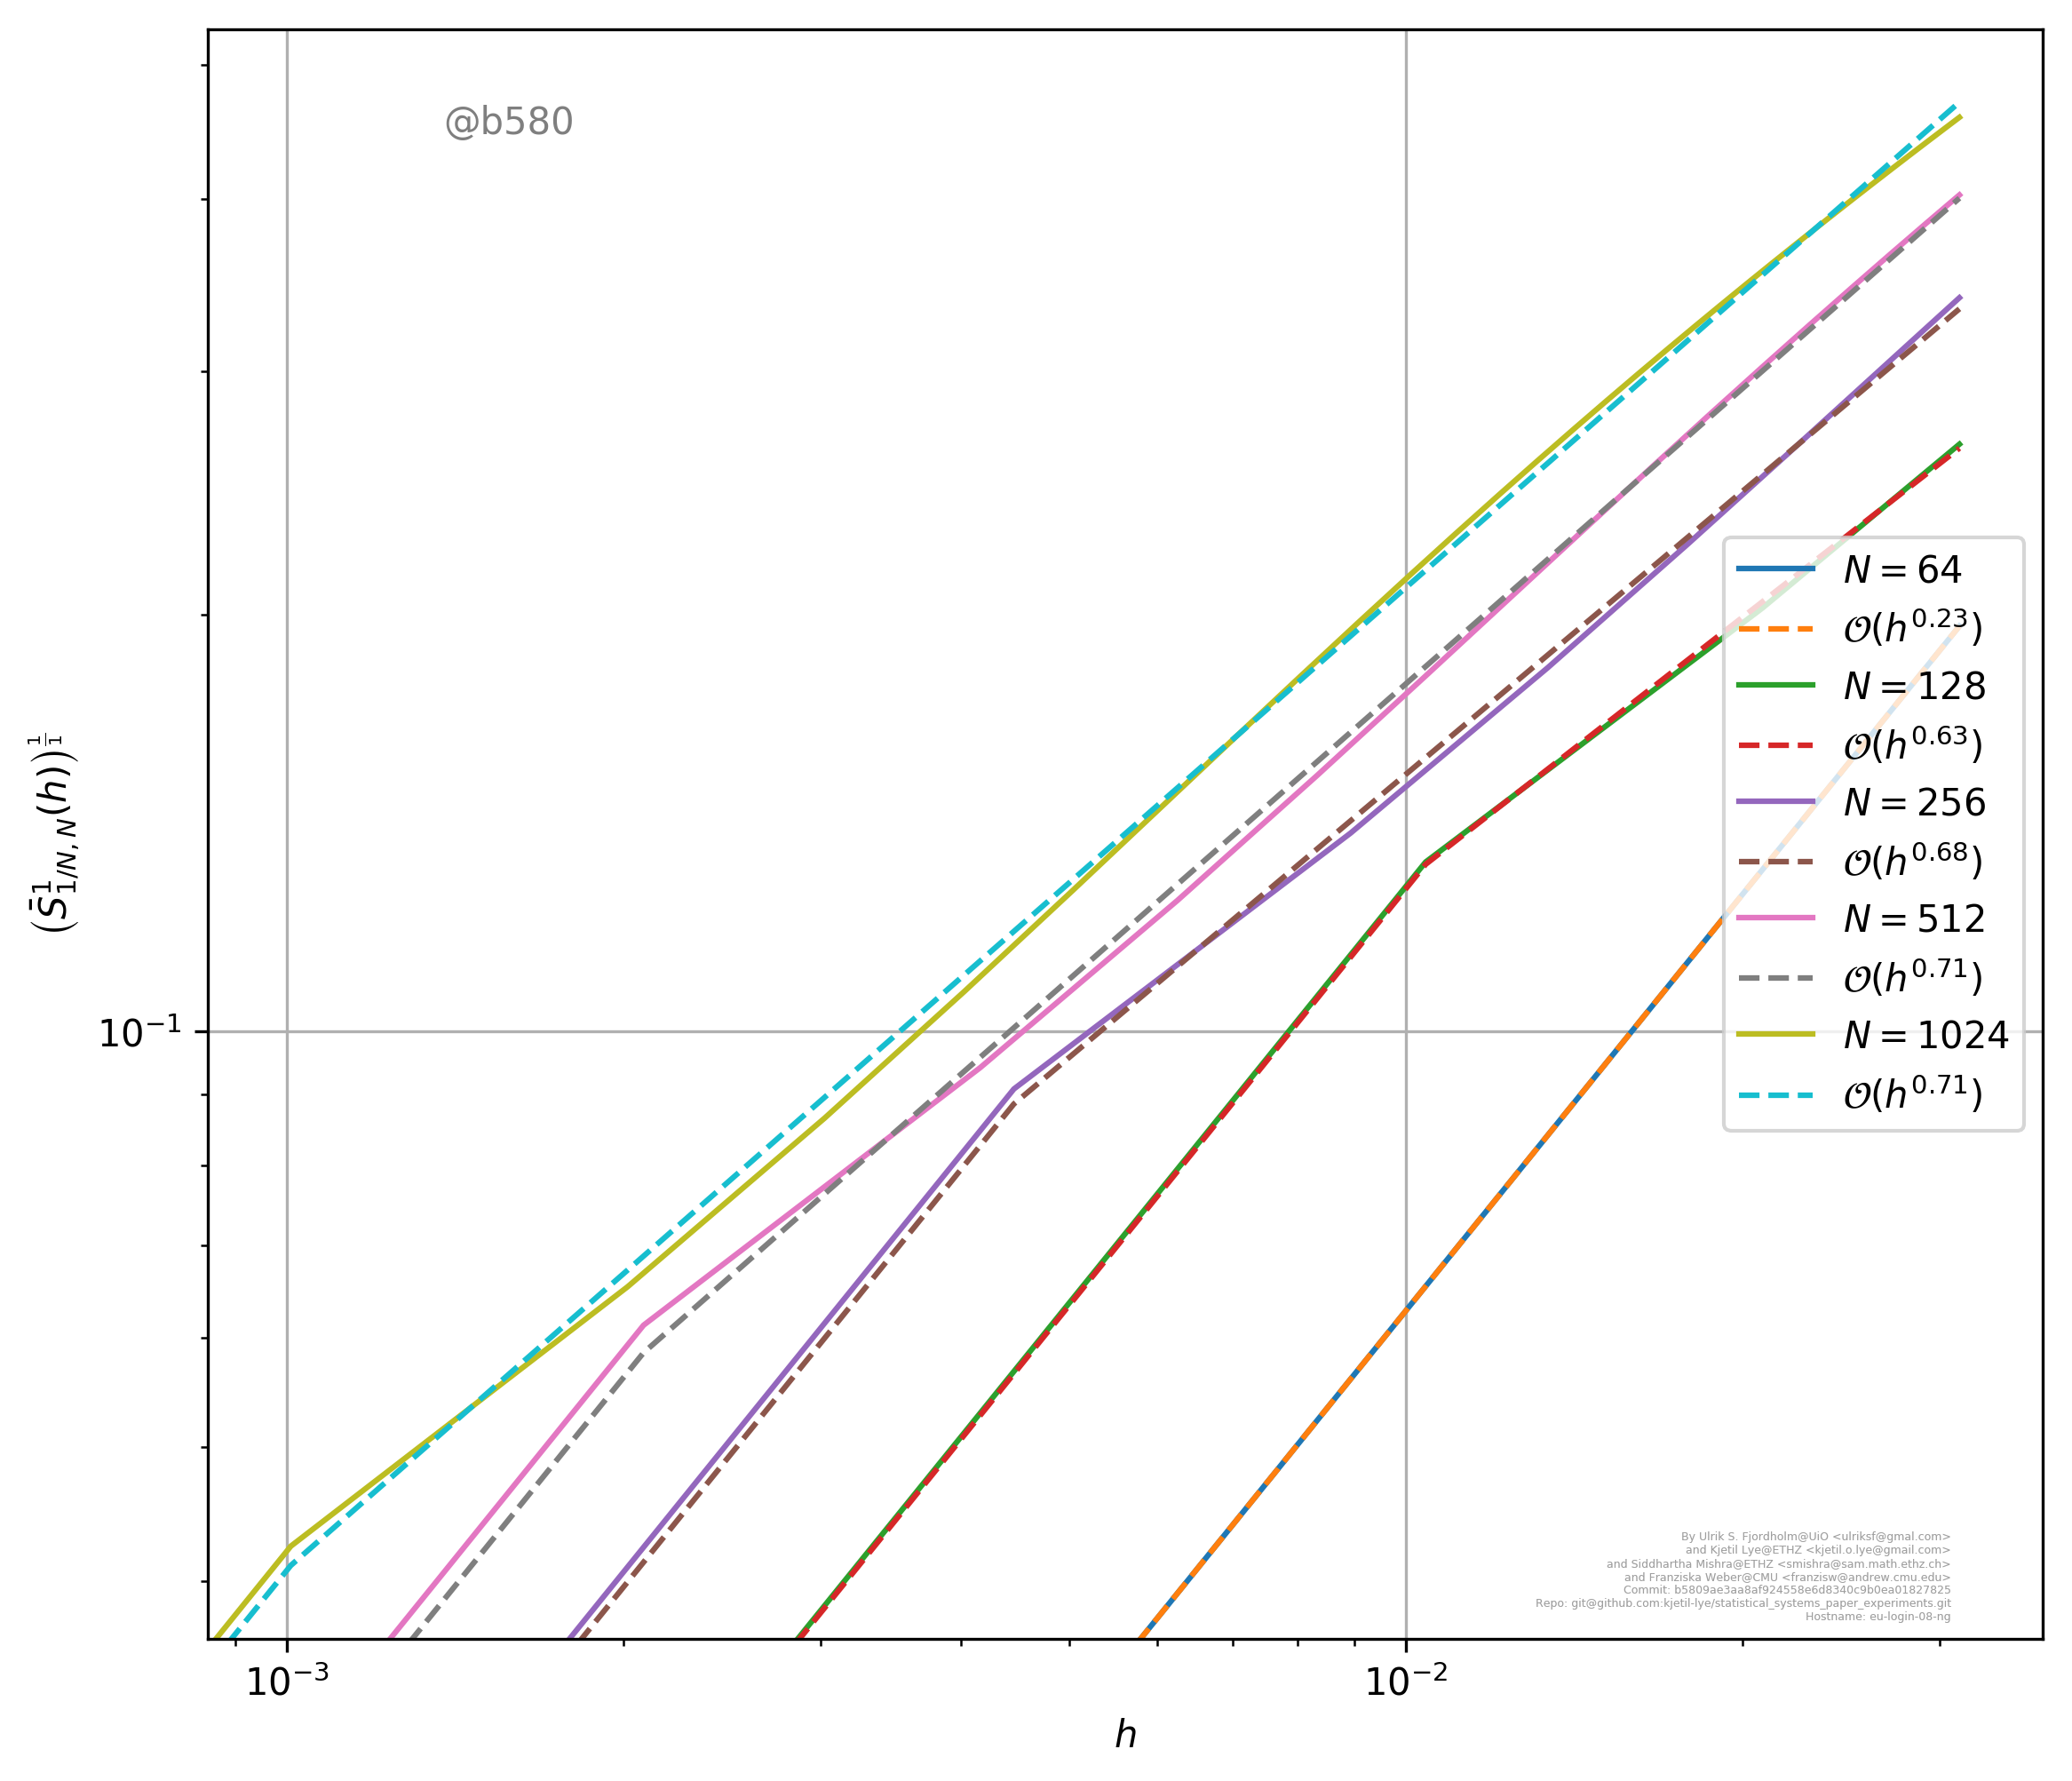 @b580
(S̄¹₁/N, N(h))^{1/1}
10⁻¹
10⁻³
10⁻²
h
N = 64
𝒪(h^0.23)
N = 128
𝒪(h^0.63)
N = 256
𝒪(h^0.68)
N = 512
𝒪(h^0.71)
N = 1024
𝒪(h^0.71)
By Ulrik S. Fjordholm@UiO <ulriksf@gmal.com>
and Kjetil Lye@ETHZ <kjetil.o.lye@gmail.com>
and Siddhartha Mishra@ETHZ <smishra@sam.math.ethz.ch>
and Franziska Weber@CMU <franzisw@andrew.cmu.edu>
Commit: b5809ae3aa8af924558e6d8340c9b0ea01827825
Repo: git@github.com:kjetil-lye/statistical_systems_paper_experiments.git
Hostname: eu-login-08-ng